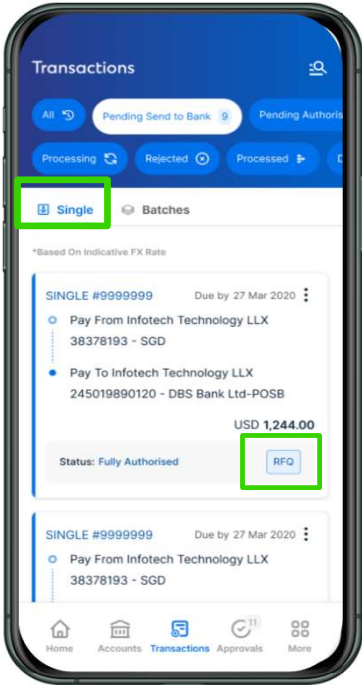 Transactions
All
Pending Send to Bank 9
Pending Authoris
Processing
Rejected
Processed
Single
Batches
*Based On Indicative FX Rate
SINGLE #9999999 Due by 27 Mar 2020
Pay From Infotech Technology LLX
38378193 - SGD
Pay To Infotech Technology LLX
245019890120 - DBS Bank Ltd-POSB
USD 1,244.00
Status: Fully Authorised RFQ
SINGLE #9999999 Due by 27 Mar 2020
Pay From Infotech Technology LLX
38378193 - SGD
11
Home Accounts Transactions Approvals More